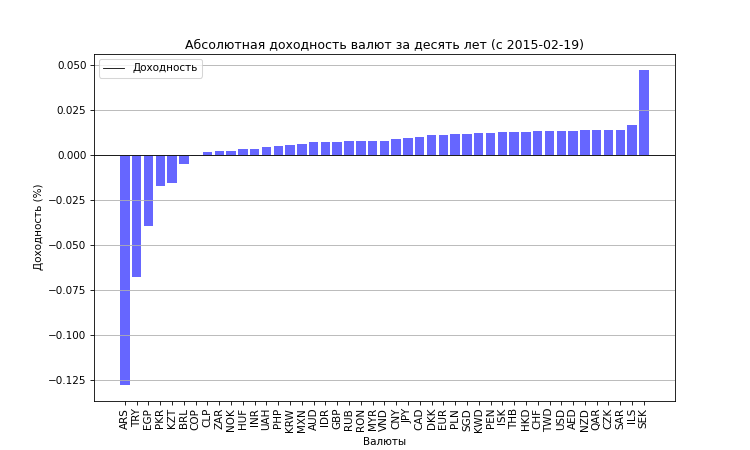 Абсолютная доходность валют за десять лет (с 2015-02-19)
Доходность
0.050
0.025
0.000
−0.025
−0.050
−0.075
−0.100
−0.125
Доходность (%)
ARS TRY EGP PKR KZT BRL COP CLP ZAR NOK HUF INR UAH PHP KRW MXN AUD IDR GBP RUB RON MYR VND CNY JPY CAD DKK EUR PLN SGD KWD PEN ISK THB HKD CHF TWD USD AED NZD QAR CZK SAR ILS SEK
Валюты